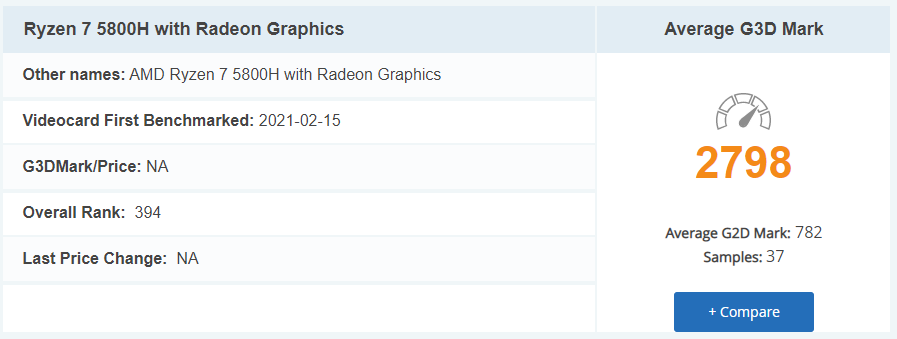 Ryzen 7 5800H with Radeon Graphics
Average G3D Mark
Other names: AMD Ryzen 7 5800H with Radeon Graphics
Videocard First Benchmarked: 2021-02-15
G3DMark/Price: NA
Overall Rank: 394
Last Price Change: NA
2798
Average G2D Mark: 782
Samples: 37
+ Compare